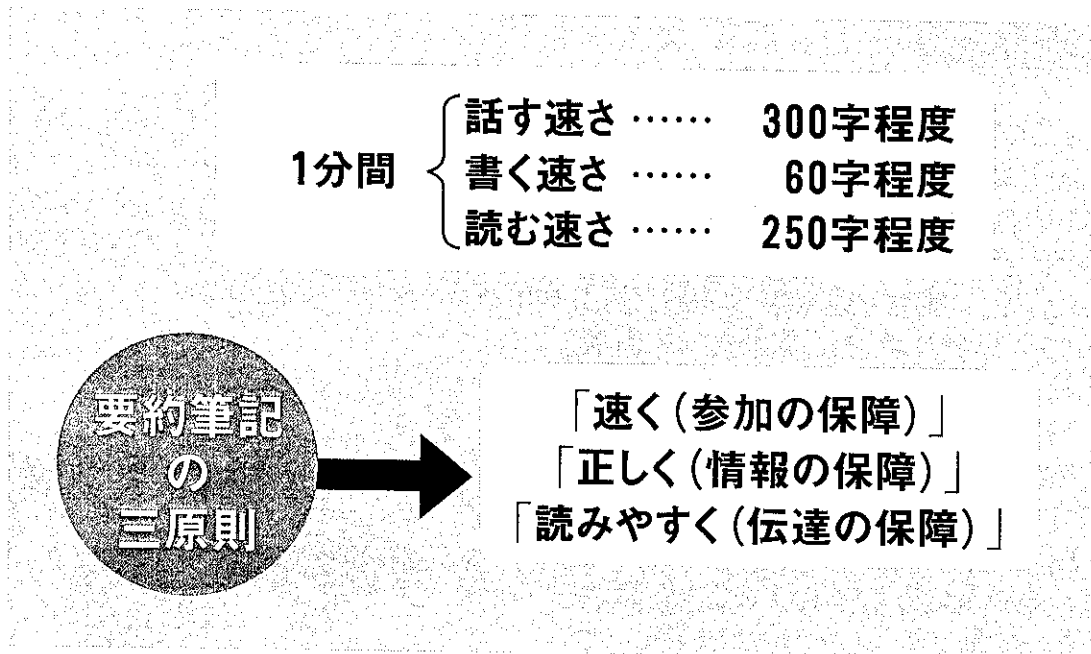 1分間
話す速さ …… 300字程度
書く速さ …… 60字程度
読む速さ …… 250字程度
要約筆記
の
三原則
「速く(参加の保障)」
「正しく(情報の保障)」
「読みやすく(伝達の保障)」